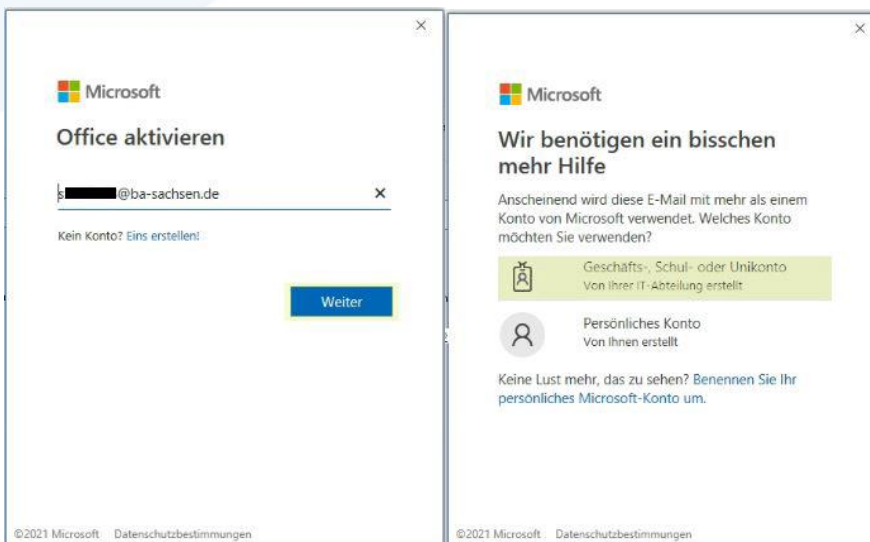 Microsoft
Office aktivieren
s@ba-sachsen.de
Kein Konto? Eins erstellen!
Weiter
©2021 Microsoft Datenschutzbestimmungen
Microsoft
Wir benötigen ein bisschen
mehr Hilfe
Anscheinend wird diese E-Mail mit mehr als einem
Konto von Microsoft verwendet. Welches Konto
möchten Sie verwenden?
Geschäfts-, Schul- oder Unikonto
Von Ihrer IT-Abteilung erstellt
Persönliches Konto
Von Ihnen erstellt
Keine Lust mehr, das zu sehen? Benennen Sie Ihr
persönliches Microsoft-Konto um.
©2021 Microsoft Datenschutzbestimmungen